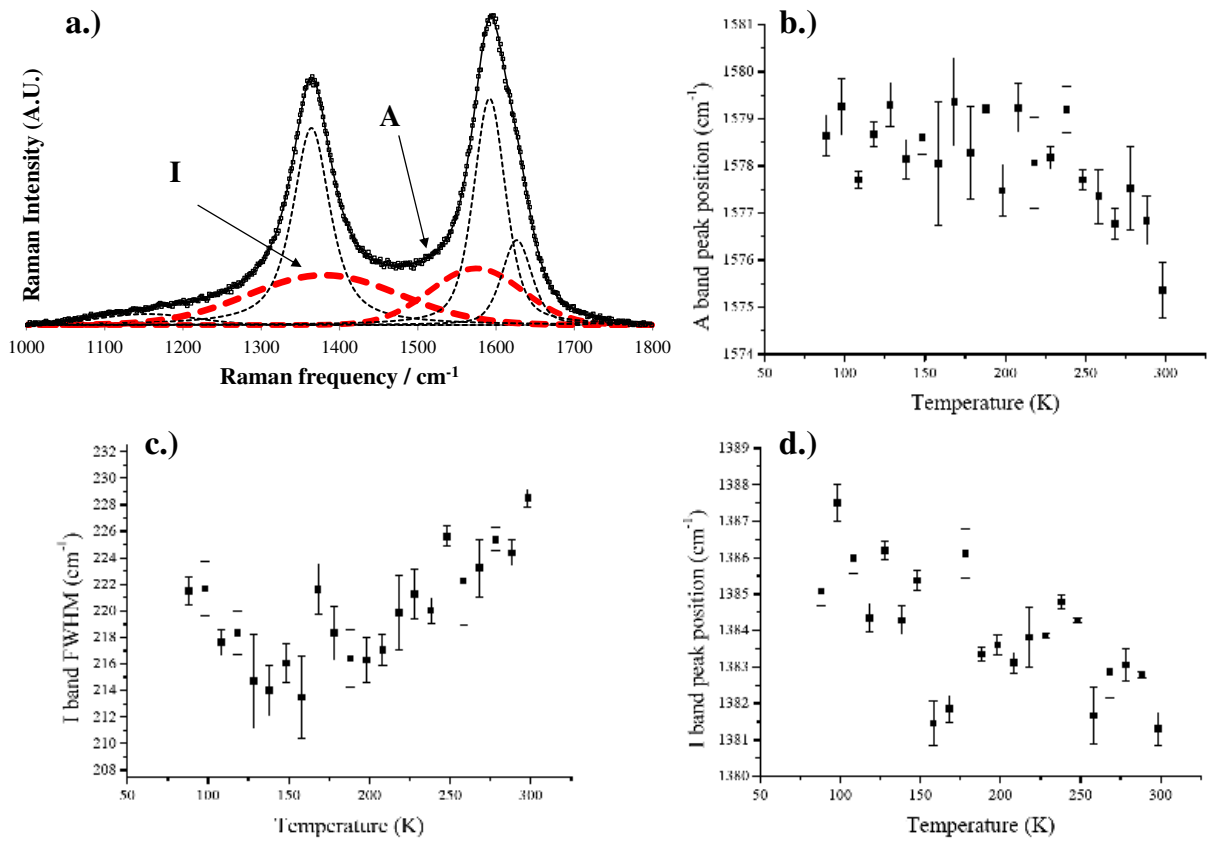 a.)
Raman Intensity (A.U.)
I
A
1000 1100 1200 1300 1400 1500 1600 1700 1800
Raman frequency / cm-1
b.)
A band peak position (cm-1)
1581
1580
1579
1578
1577
1576
1575
1574
50 100 150 200 250 300
Temperature (K)
c.)
I band FWHM (cm-1)
232
230
228
226
224
222
220
218
216
214
212
210
208
50 100 150 200 250 300
Temperature (K)
d.)
I band peak position (cm-1)
1389
1388
1387
1386
1385
1384
1383
1382
1381
1380
50 100 150 200 250 300
Temperature (K)